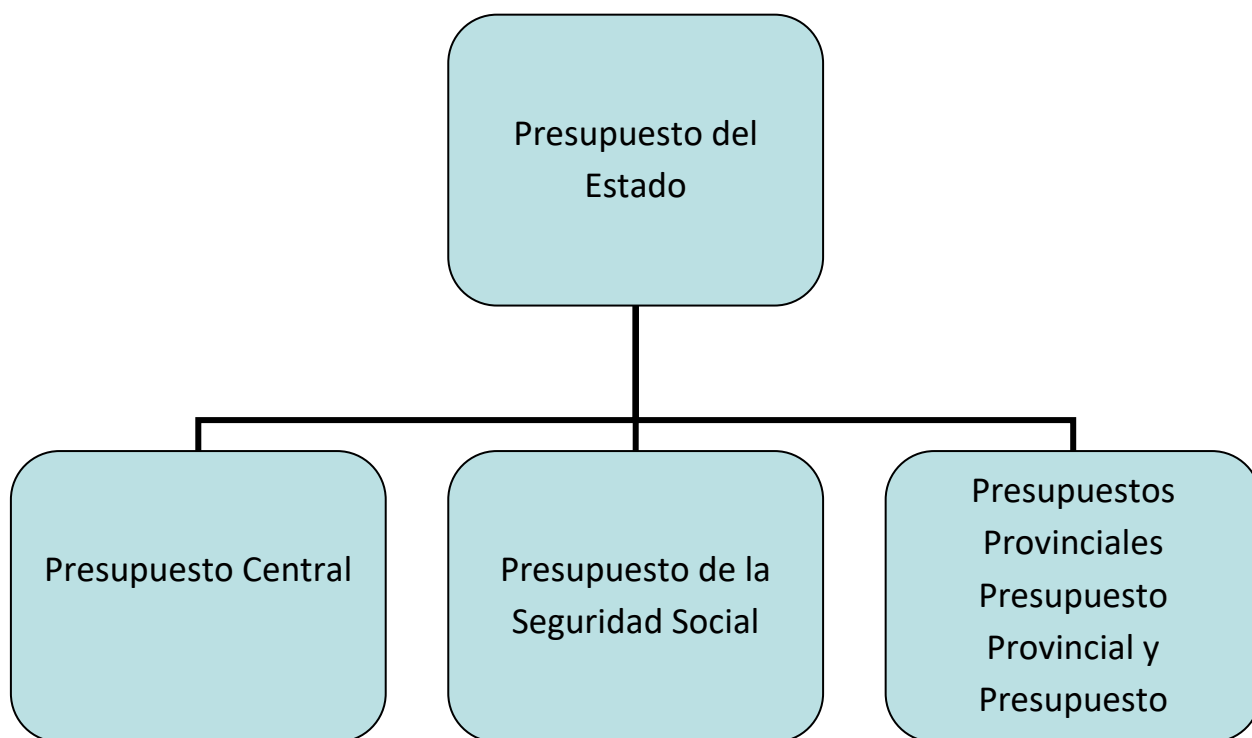 Presupuesto del
Estado
Presupuesto Central
Presupuesto de la
Seguridad Social
Presupuestos
Provinciales
Presupuesto
Provincial y
Presupuesto